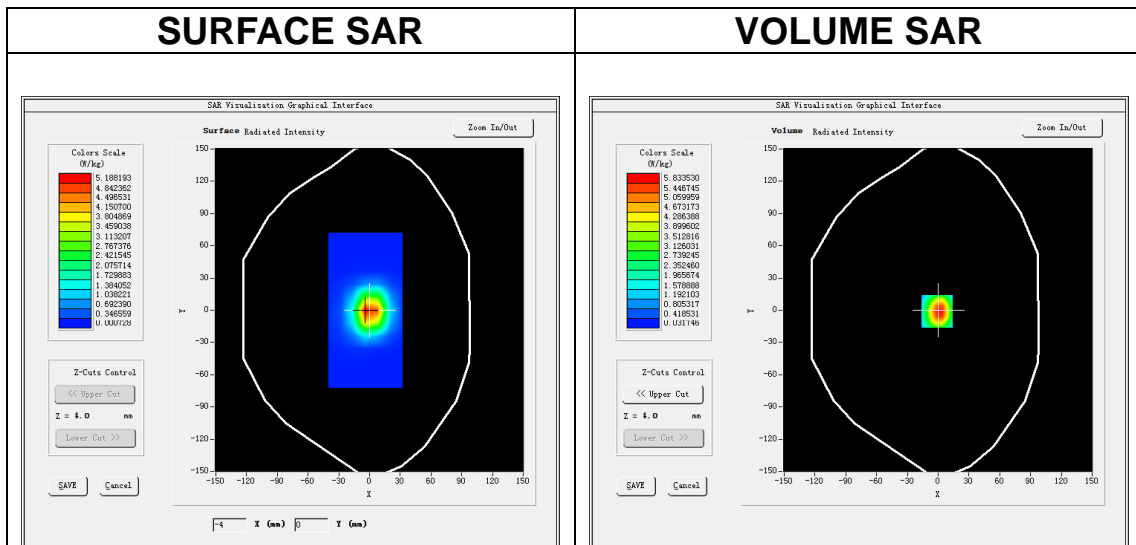 SURFACE SAR
VOLUME SAR
SAR Visualisation Graphical Interface
Surface Radiated Intensity
Zoom In/Out
Colors Scale
(W/kg)
5.188193
4.842362
4.496531
4.150700
3.804869
3.459038
3.113207
2.767376
2.421545
2.075714
1.729883
1.384052
1.038221
0.692390
0.346559
0.000728
Z-Cuts Control
<< Upper Cut
Z = 4.0 mm
Lower Cut >>
SAVE Cancel
150
120
90
60
30
0
-30
-60
-90
-120
-150
Y
-150 -120 -90 -60 -30 0 30 60 90 120 150
X
-4 X (mm) 0 Y (mm)
SAR Visualisation Graphical Interface
Volume Radiated Intensity
Zoom In/Out
Colors Scale
(W/kg)
5.833530
5.446745
5.059959
4.673173
4.286388
3.899602
3.512816
3.126031
2.739245
2.352460
1.965674
1.578888
1.192103
0.805317
0.418531
0.031746
Z-Cuts Control
<< Upper Cut
Z = 4.0 mm
Lower Cut >>
SAVE Cancel
150
120
90
60
30
0
-30
-60
-90
-120
-150
Y
-150 -120 -90 -60 -30 0 30 60 90 120 150
X